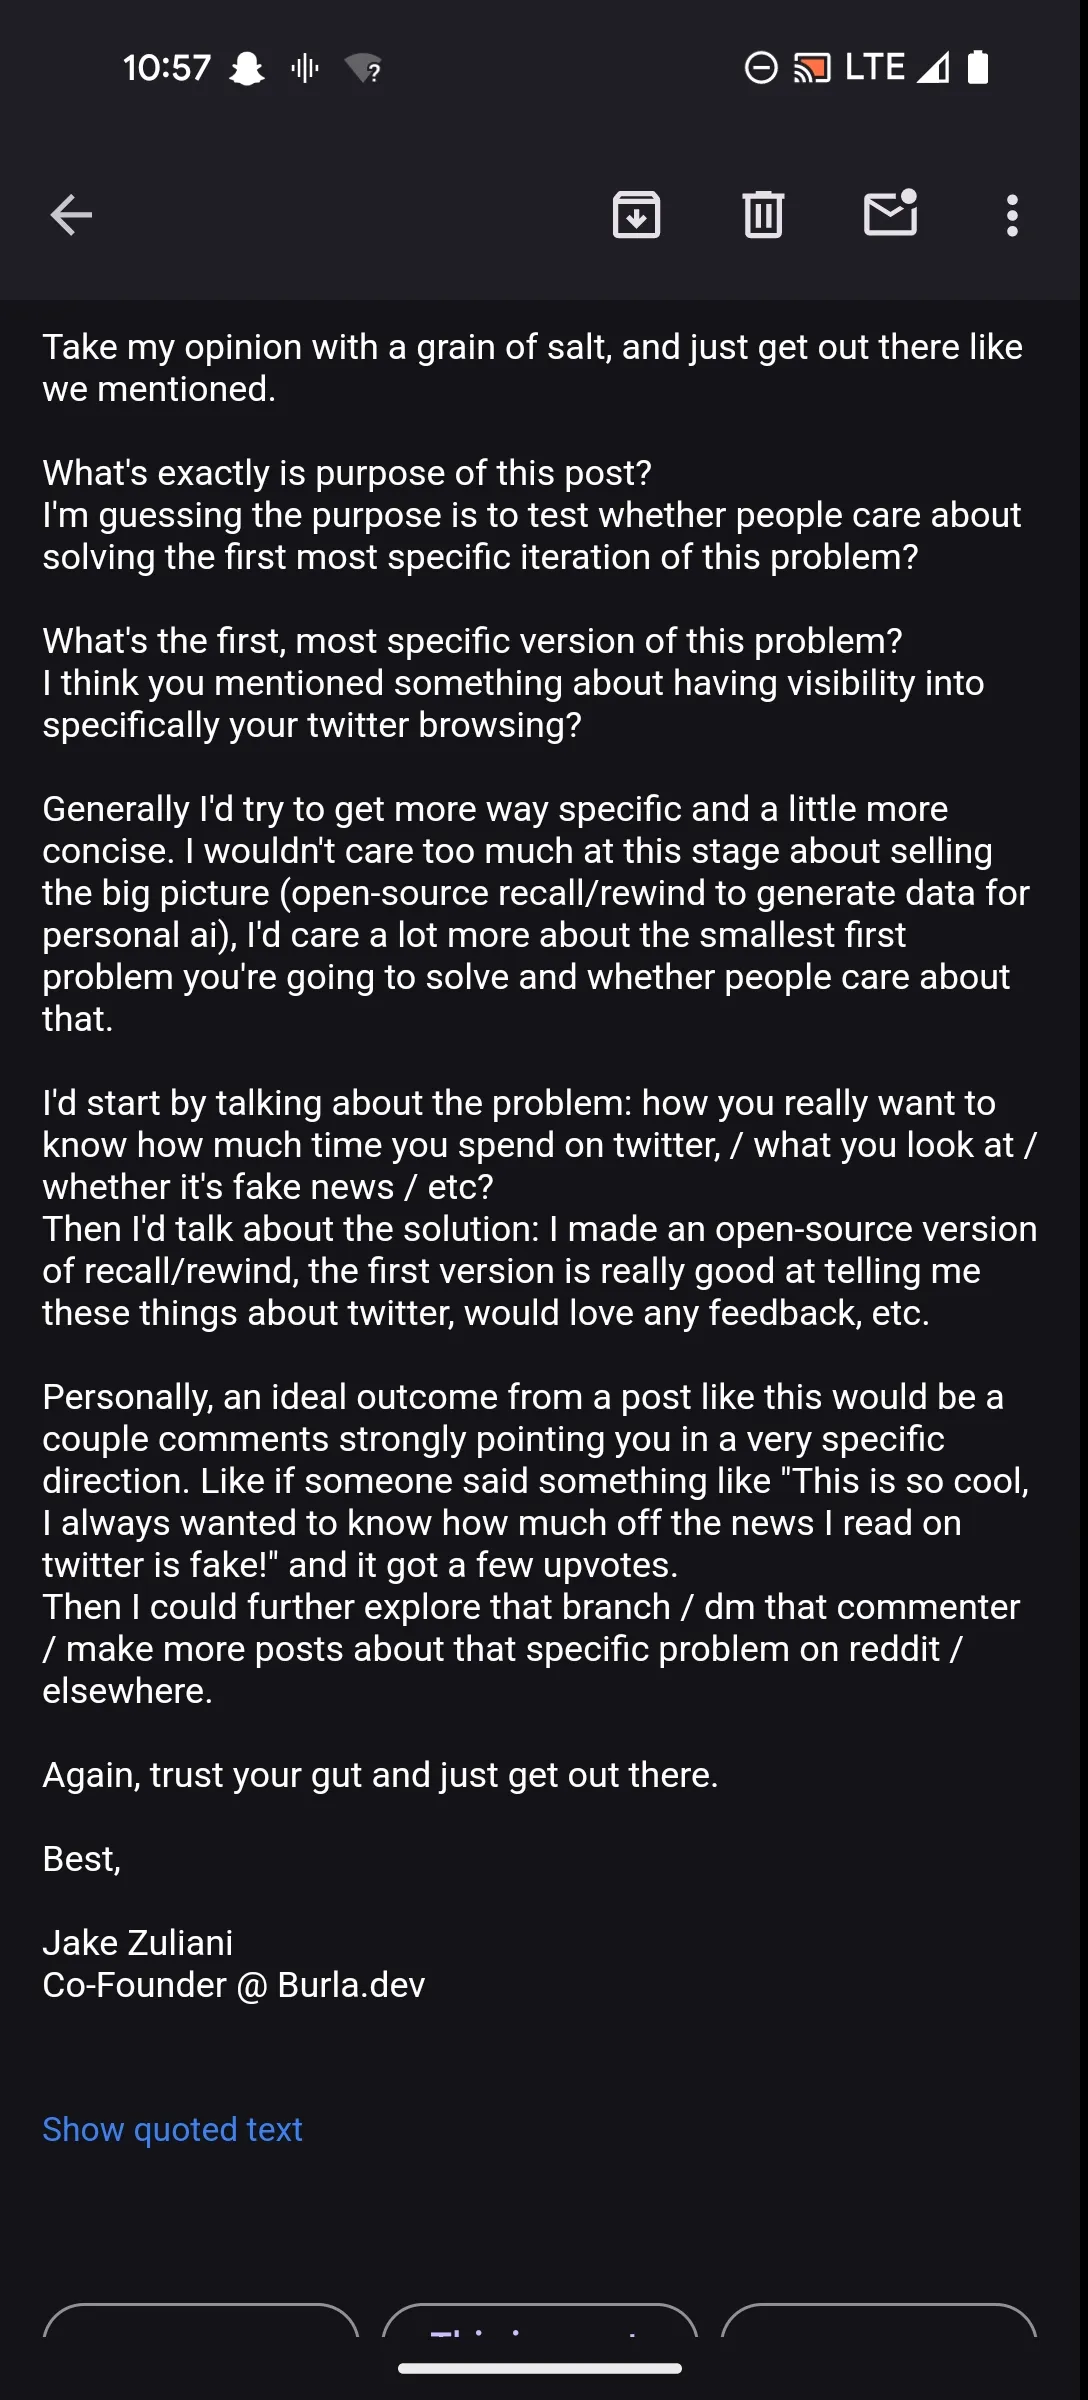 10:57
LTE
Take my opinion with a grain of salt, and just get out there like
we mentioned.
What's exactly is purpose of this post?
I'm guessing the purpose is to test whether people care about
solving the first most specific iteration of this problem?
What's the first, most specific version of this problem?
I think you mentioned something about having visibility into
specifically your twitter browsing?
Generally I'd try to get more way specific and a little more
concise. I wouldn't care too much at this stage about selling
the big picture (open-source recall/rewind to generate data for
personal ai), I'd care a lot more about the smallest first
problem you're going to solve and whether people care about
that.
I'd start by talking about the problem: how you really want to
know how much time you spend on twitter, / what you look at /
whether it's fake news / etc?
Then I'd talk about the solution: I made an open-source version
of recall/rewind, the first version is really good at telling me
these things about twitter, would love any feedback, etc.
Personally, an ideal outcome from a post like this would be a
couple comments strongly pointing you in a very specific
direction. Like if someone said something like "This is so cool,
I always wanted to know how much off the news I read on
twitter is fake!" and it got a few upvotes.
Then I could further explore that branch / dm that commenter
/ make more posts about that specific problem on reddit /
elsewhere.
Again, trust your gut and just get out there.
Best,
Jake Zuliani
Co-Founder @ Burla.dev
Show quoted text